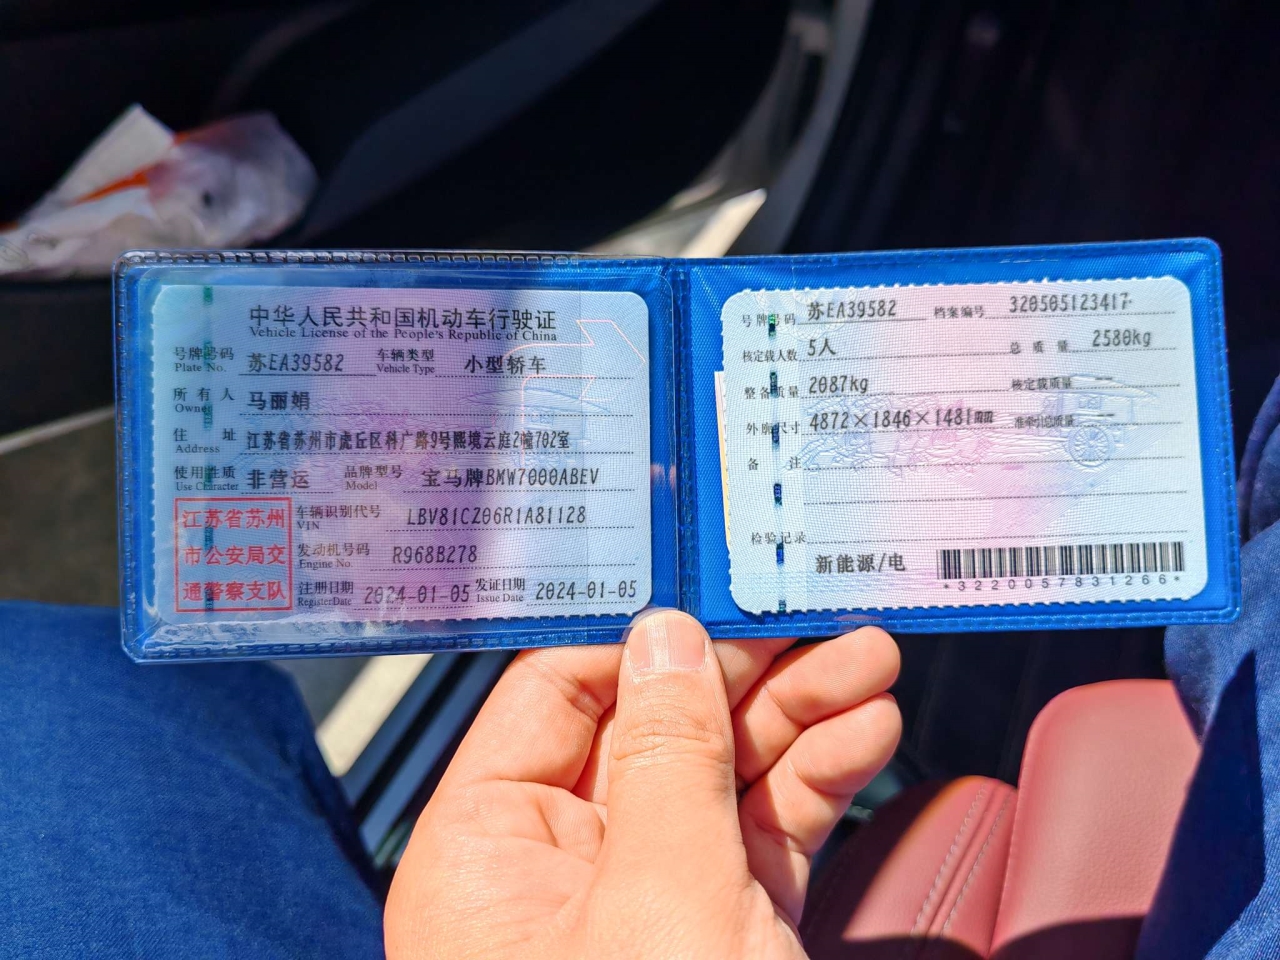 中华人民共和国机动车行驶证
Vehicle License of the People's Republic of China
号牌号码 Plate No. 苏EA39582 车辆类型 Vehicle Type 小型轿车
所有人 Owner 马丽娟
住址 Address 江苏省苏州市虎丘区科广路9号熙境云庭2幢702室
使用性质 Use Character 非营运 品牌型号 Model 宝马牌BMW7000ABEV
江苏省苏州
市公安局交
通警察支队
车辆识别代号 VIN LBV81CZ06R1A81128
发动机号码 Engine No. R968B278
注册日期 Register Date 2024-01-05 发证日期 Issue Date 2024-01-05
号牌号码 苏EA39582 档案编号 320505123417
核定载人数 5人 总质量 2580kg
整备质量 2087kg 核定载质量 --
外廓尺寸 4872×1846×1481mm 准牵引总质量 --
备注
检验记录
新能源/电
*3220057831266*